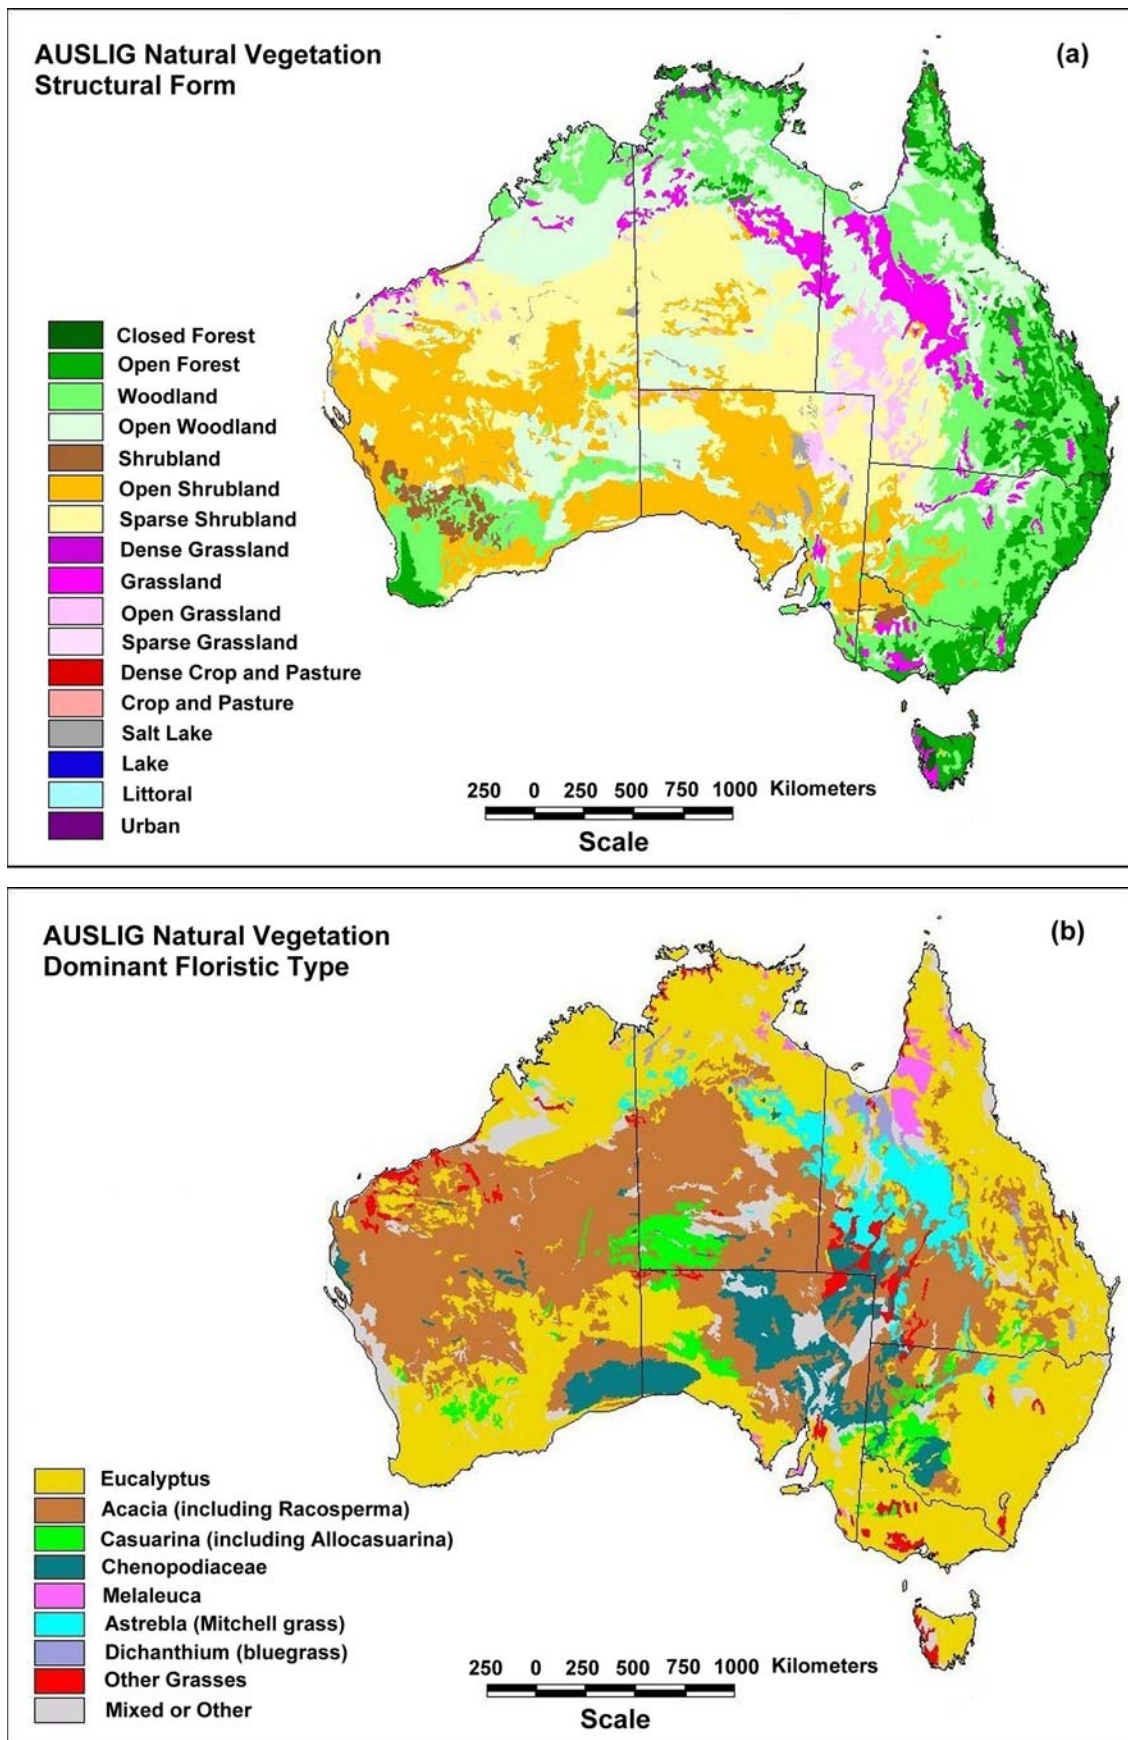 AUSLIG Natural Vegetation
Structural Form
(a)
Closed Forest
Open Forest
Woodland
Open Woodland
Shrubland
Open Shrubland
Sparse Shrubland
Dense Grassland
Grassland
Open Grassland
Sparse Grassland
Dense Crop and Pasture
Crop and Pasture
Salt Lake
Lake
Littoral
Urban
250 0 250 500 750 1000 Kilometers
Scale
AUSLIG Natural Vegetation
Dominant Floristic Type
(b)
Eucalyptus
Acacia (including Racosperma)
Casuarina (including Allocasuarina)
Chenopodiaceae
Melaleuca
Astrebla (Mitchell grass)
Dichanthium (bluegrass)
Other Grasses
Mixed or Other
250 0 250 500 750 1000 Kilometers
Scale